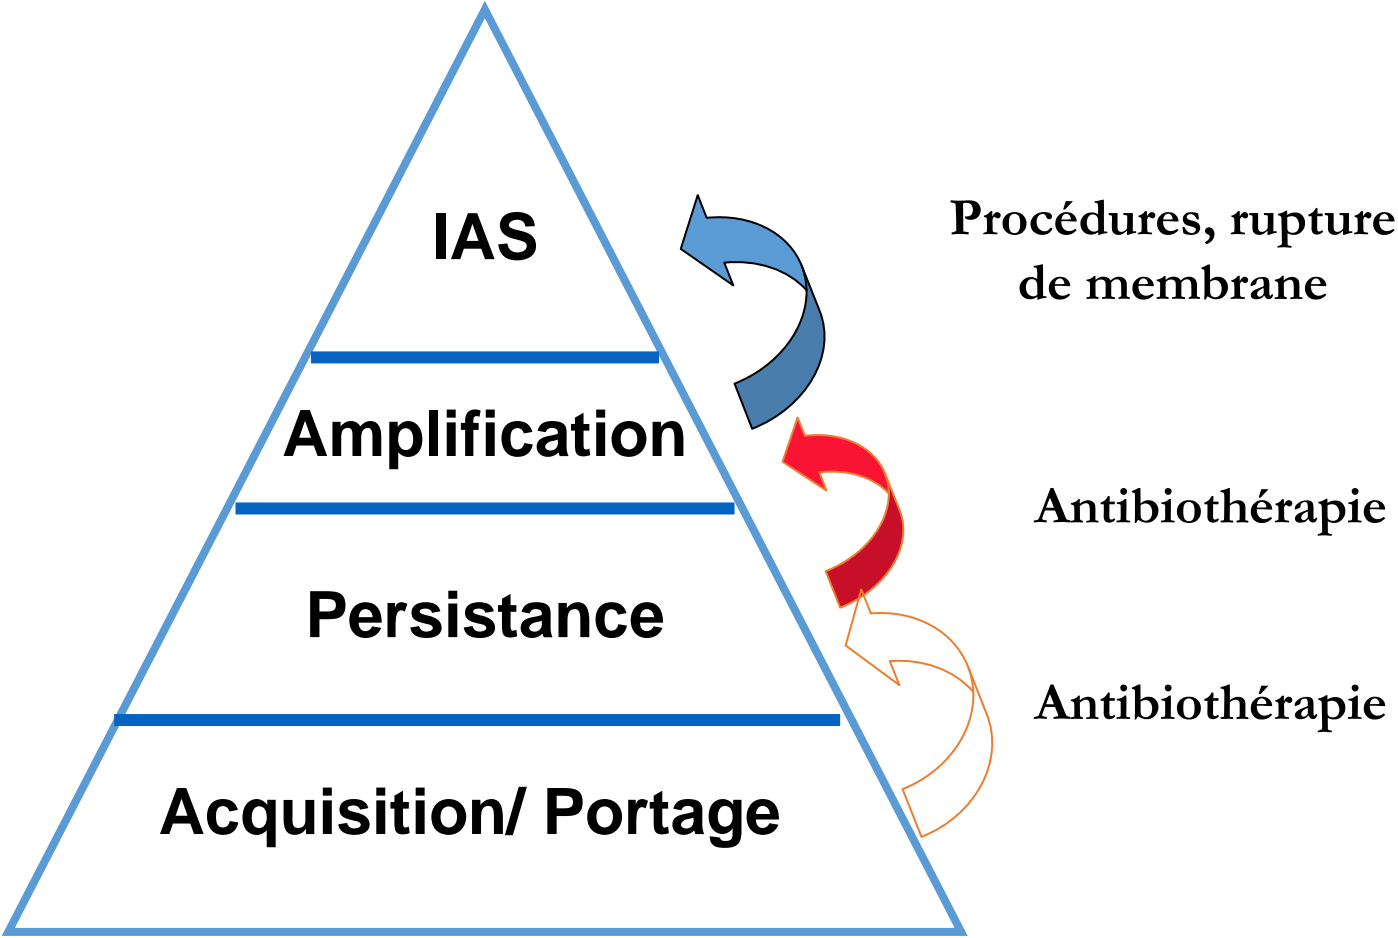 Procédures, rupture
de membrane
IAS
Amplification
Antibiothérapie
Persistance
Antibiothérapie
Acquisition/ Portage